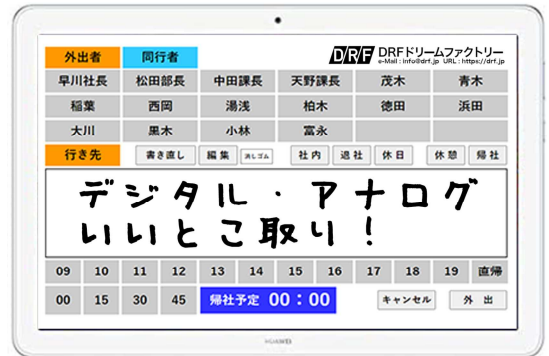 DRF DRFドリームファクトリー
e-Mail : info@drf.jp URL : https://drf.jp
外出者 同行者
早川社長 松田部長 中田課長 天野課長 茂木 青木
稲葉 西岡 湯浅 柏木 徳田 浜田
大川 黒木 小林 富永
行き先 書き直し 編集 消しゴム 社内 退社 休日 休憩 帰社
デジタル・アナログ
いいとこ取り!
09 10 11 12 13 14 15 16 17 18 19 直帰
00 15 30 45 帰社予定 00:00 キャンセル 外出
HUAWEI